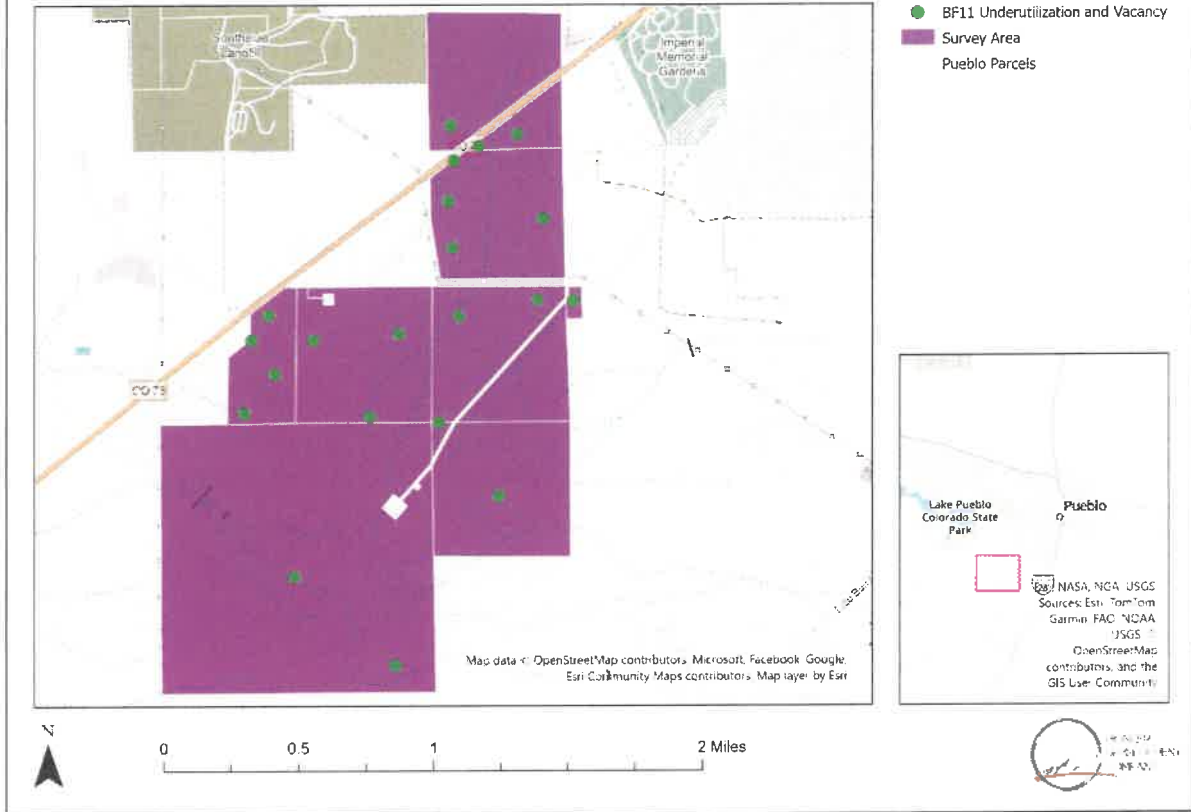 BF11 Underutilization and Vacancy
Survey Area
Pueblo Parcels
Southside
Landfill
Imperial
Memorial
Gardens
CO 78
Map data © OpenStreetMap contributors, Microsoft, Facebook, Google,
Esri Community Maps contributors, Map layer by Esri
Lake Pueblo
Colorado State
Park
Pueblo
Esri, NASA, NGA, USGS
Sources: Esri, TomTom
Garmin, FAO, NOAA
USGS, ©
OpenStreetMap
contributors, and the
GIS User Community
N
0
0.5
1
2 Miles